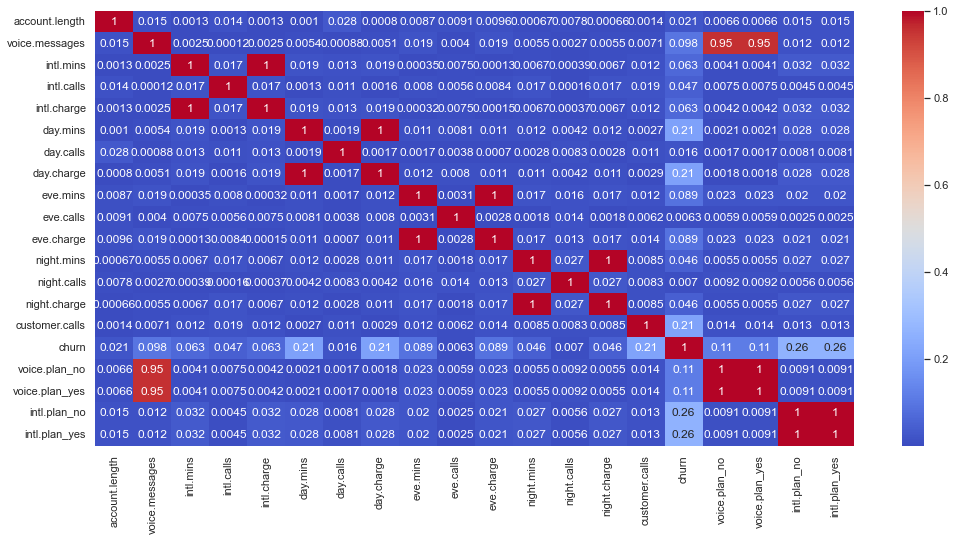 account.length 1 0.015 0.0013 0.014 0.0013 0.001 0.028 0.0008 0.0087 0.0091 0.0096 0.00067 0.0078 0.00066 0.0014 0.021 0.0066 0.0066 0.015 0.015
voice.messages 0.015 1 0.0025 0.00012 0.0025 0.0054 0.00088 0.0051 0.019 0.004 0.019 0.0055 0.0027 0.0055 0.0071 0.098 0.95 0.95 0.012 0.012
intl.mins 0.0013 0.0025 1 0.017 1 0.019 0.013 0.019 0.00035 0.0075 0.00013 0.0067 0.00039 0.0067 0.012 0.063 0.0041 0.0041 0.032 0.032
intl.calls 0.014 0.00012 0.017 1 0.017 0.0013 0.011 0.0016 0.008 0.0056 0.0084 0.017 0.00016 0.017 0.019 0.047 0.0075 0.0075 0.0045 0.0045
intl.charge 0.0013 0.0025 1 0.017 1 0.019 0.013 0.019 0.00032 0.0075 0.00015 0.0067 0.00037 0.0067 0.012 0.063 0.0042 0.0042 0.032 0.032
day.mins 0.001 0.0054 0.019 0.0013 0.019 1 0.0019 1 0.011 0.0081 0.011 0.012 0.0042 0.012 0.0027 0.21 0.0021 0.0021 0.028 0.028
day.calls 0.028 0.00088 0.013 0.011 0.013 0.0019 1 0.0017 0.0017 0.0038 0.0007 0.0028 0.0083 0.0028 0.011 0.016 0.0017 0.0017 0.0081 0.0081
day.charge 0.0008 0.0051 0.019 0.0016 0.019 1 0.0017 1 0.012 0.008 0.011 0.011 0.0042 0.011 0.0029 0.21 0.0018 0.0018 0.028 0.028
eve.mins 0.0087 0.019 0.00035 0.008 0.00032 0.011 0.0017 0.012 1 0.0031 1 0.017 0.016 0.017 0.012 0.089 0.023 0.023 0.02 0.02
eve.calls 0.0091 0.004 0.0075 0.0056 0.0075 0.0081 0.0038 0.008 0.0031 1 0.0028 0.0018 0.014 0.0018 0.0062 0.0063 0.0059 0.0059 0.0025 0.0025
eve.charge 0.0096 0.019 0.00013 0.0084 0.00015 0.011 0.0007 0.011 1 0.0028 1 0.017 0.013 0.017 0.014 0.089 0.023 0.023 0.021 0.021
night.mins 0.00067 0.0055 0.0067 0.017 0.0067 0.012 0.0028 0.011 0.017 0.0018 0.017 1 0.027 1 0.0085 0.046 0.0055 0.0055 0.027 0.027
night.calls 0.0078 0.0027 0.00039 0.00016 0.00037 0.0042 0.0083 0.0042 0.016 0.014 0.013 0.027 1 0.027 0.0083 0.007 0.0092 0.0092 0.0056 0.0056
night.charge 0.00066 0.0055 0.0067 0.017 0.0067 0.012 0.0028 0.011 0.017 0.0018 0.017 1 0.027 1 0.0085 0.046 0.0055 0.0055 0.027 0.027
customer.calls 0.0014 0.0071 0.012 0.019 0.012 0.0027 0.011 0.0029 0.012 0.0062 0.014 0.0085 0.0083 0.0085 1 0.21 0.014 0.014 0.013 0.013
churn 0.021 0.098 0.063 0.047 0.063 0.21 0.016 0.21 0.089 0.0063 0.089 0.046 0.007 0.046 0.21 1 0.11 0.11 0.26 0.26
voice.plan_no 0.0066 0.95 0.0041 0.0075 0.0042 0.0021 0.0017 0.0018 0.023 0.0059 0.023 0.0055 0.0092 0.0055 0.014 0.11 1 1 0.0091 0.0091
voice.plan_yes 0.0066 0.95 0.0041 0.0075 0.0042 0.0021 0.0017 0.0018 0.023 0.0059 0.023 0.0055 0.0092 0.0055 0.014 0.11 1 1 0.0091 0.0091
intl.plan_no 0.015 0.012 0.032 0.0045 0.032 0.028 0.0081 0.028 0.02 0.0025 0.021 0.027 0.0056 0.027 0.013 0.26 0.0091 0.0091 1 1
intl.plan_yes 0.015 0.012 0.032 0.0045 0.032 0.028 0.0081 0.028 0.02 0.0025 0.021 0.027 0.0056 0.027 0.013 0.26 0.0091 0.0091 1 1
account.length
voice.messages
intl.mins
intl.calls
intl.charge
day.mins
day.calls
day.charge
eve.mins
eve.calls
eve.charge
night.mins
night.calls
night.charge
customer.calls
churn
voice.plan_no
voice.plan_yes
intl.plan_no
intl.plan_yes
1.0
0.8
0.6
0.4
0.2